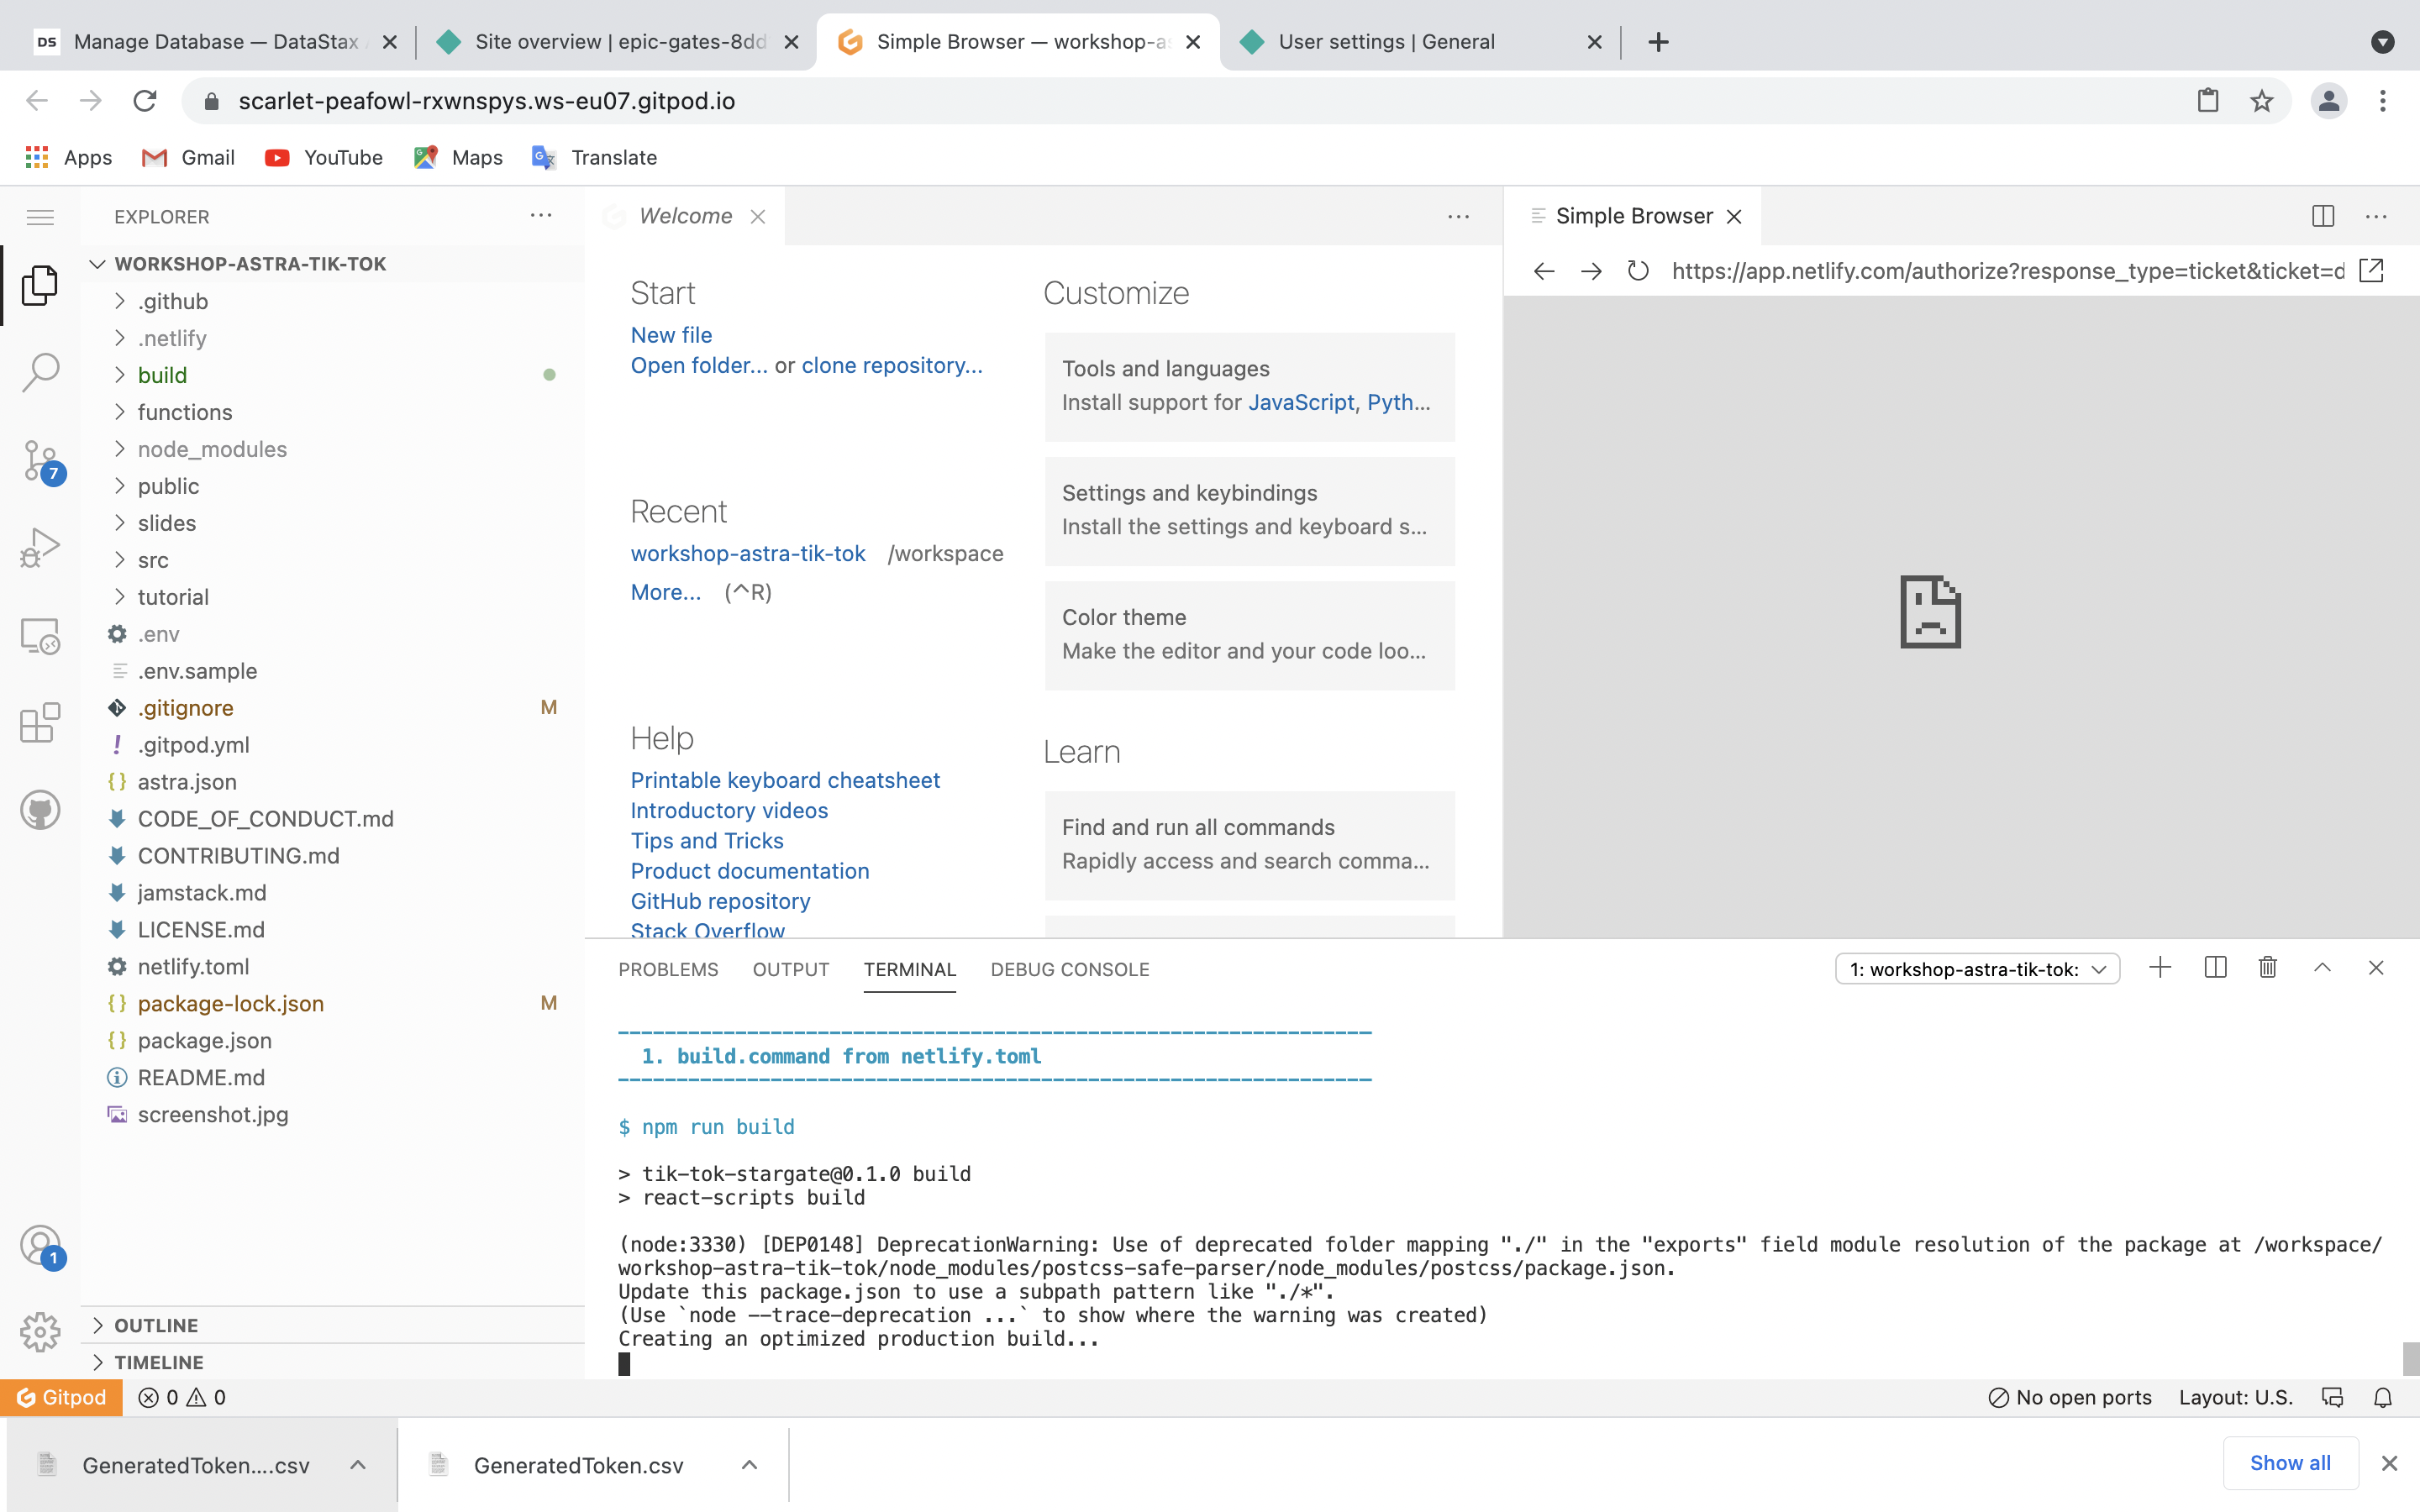 DS Manage Database — DataStax
Site overview | epic-gates-8dd
Simple Browser — workshop-as
User settings | General
scarlet-peafowl-rxwnspys.ws-eu07.gitpod.io
Apps
Gmail
YouTube
Maps
Translate
EXPLORER
WORKSHOP-ASTRA-TIK-TOK
.github
.netlify
build
functions
node_modules
public
slides
src
tutorial
.env
.env.sample
.gitignore M
.gitpod.yml
astra.json
CODE_OF_CONDUCT.md
CONTRIBUTING.md
jamstack.md
LICENSE.md
netlify.toml
package-lock.json M
package.json
README.md
screenshot.jpg
OUTLINE
TIMELINE
7
1
Welcome
Start
New file
Open folder... or clone repository...
Recent
workshop-astra-tik-tok /workspace
More... (^R)
Help
Printable keyboard cheatsheet
Introductory videos
Tips and Tricks
Product documentation
GitHub repository
Stack Overflow
Customize
Tools and languages
Install support for JavaScript, Pyth...
Settings and keybindings
Install the settings and keyboard s...
Color theme
Make the editor and your code loo...
Learn
Find and run all commands
Rapidly access and search comma...
Simple Browser
https://app.netlify.com/authorize?response_type=ticket&ticket=d
PROBLEMS OUTPUT TERMINAL DEBUG CONSOLE
1: workshop-astra-tik-tok:
1. build.command from netlify.toml
$ npm run build
> tik-tok-stargate@0.1.0 build
> react-scripts build
(node:3330) [DEP0148] DeprecationWarning: Use of deprecated folder mapping "./" in the "exports" field module resolution of the package at /workspace/
workshop-astra-tik-tok/node_modules/postcss-safe-parser/node_modules/postcss/package.json.
Update this package.json to use a subpath pattern like "./*".
(Use `node --trace-deprecation ...` to show where the warning was created)
Creating an optimized production build...
Gitpod
0 0
No open ports
Layout: U.S.
GeneratedToken....csv
GeneratedToken.csv
Show all